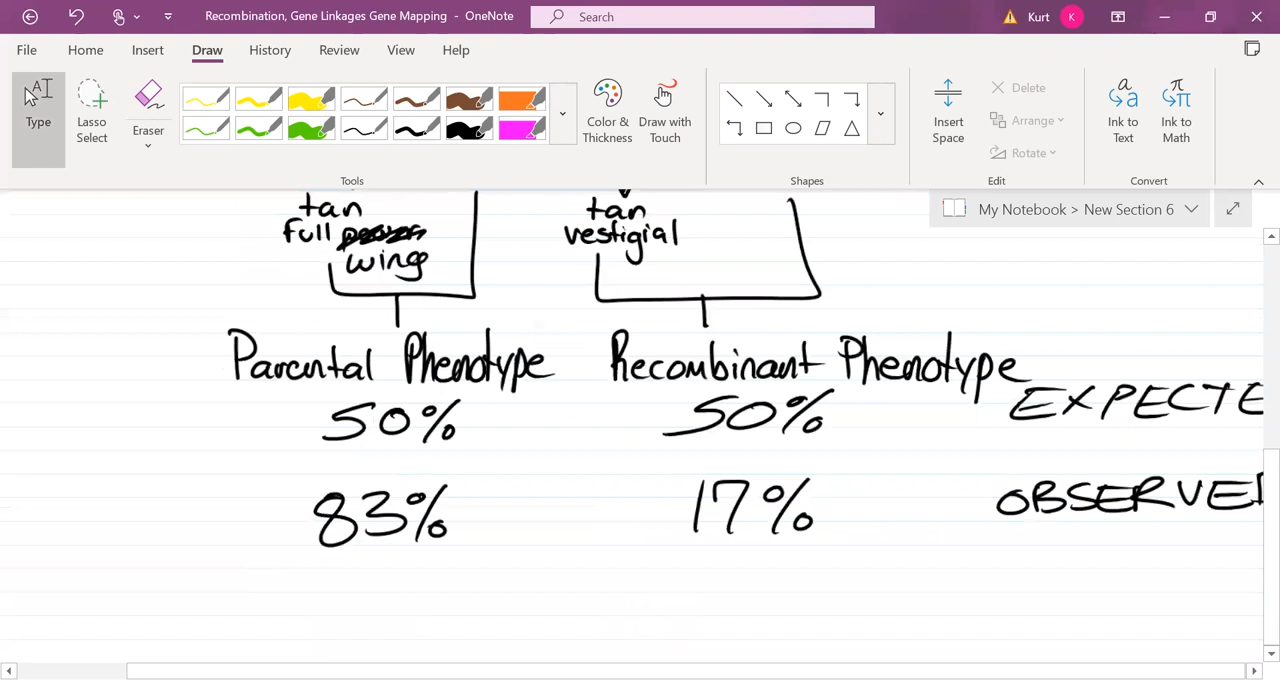 Recombination, Gene Linkages Gene Mapping - OneNote
Search
Kurt
K
File Home Insert Draw History Review View Help
Type
Lasso Select
Eraser
Color & Thickness
Draw with Touch
Insert Space
Delete
Arrange
Rotate
Ink to Text
Ink to Math
Tools Shapes Edit Convert
My Notebook > New Section 6
tan tan
full wings vestigial
Parental Phenotype Recombinant Phenotype
50% 50% EXPECTE
83% 17% OBSERVED